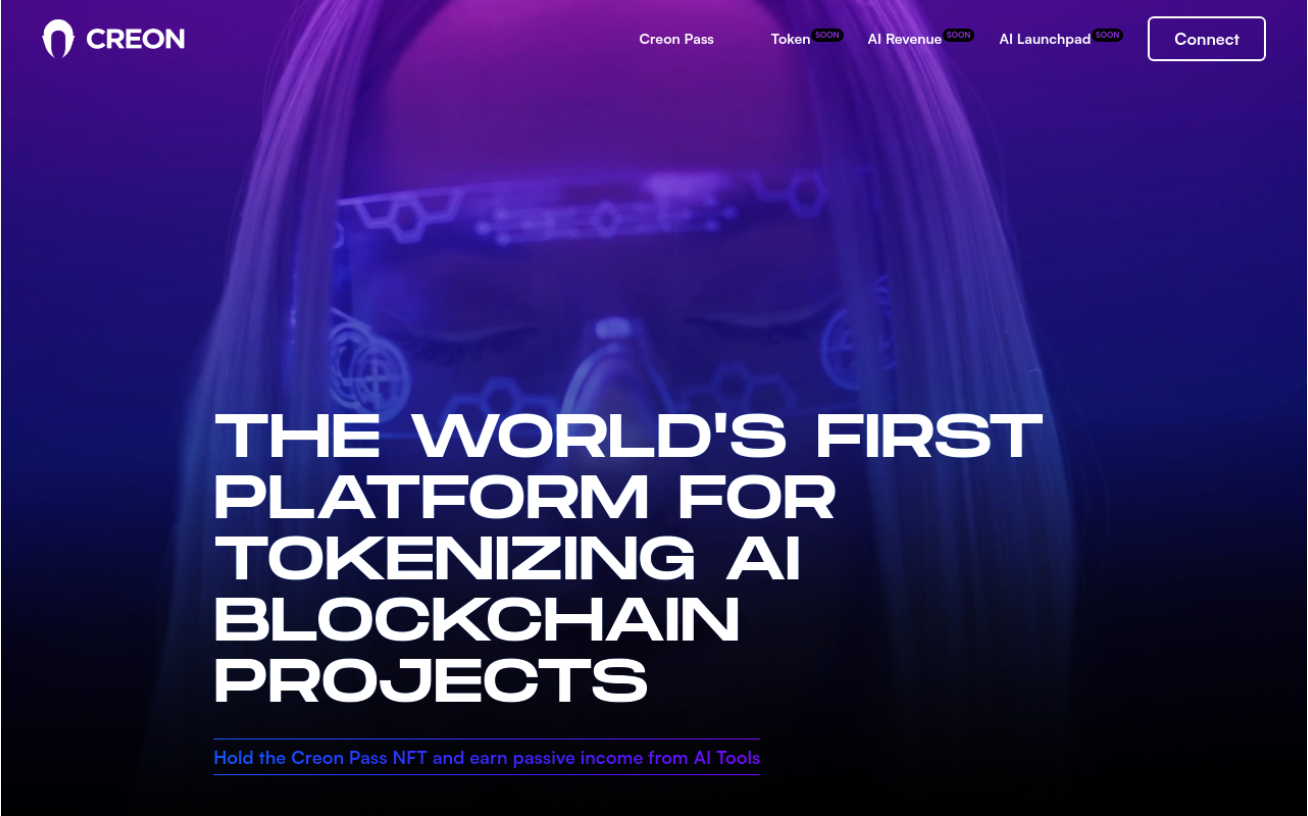 CREON
Creon Pass
Token SOON
AI Revenue SOON
AI Launchpad SOON
Connect
THE WORLD'S FIRST
PLATFORM FOR
TOKENIZING AI
BLOCKCHAIN
PROJECTS
Hold the Creon Pass NFT and earn passive income from AI Tools